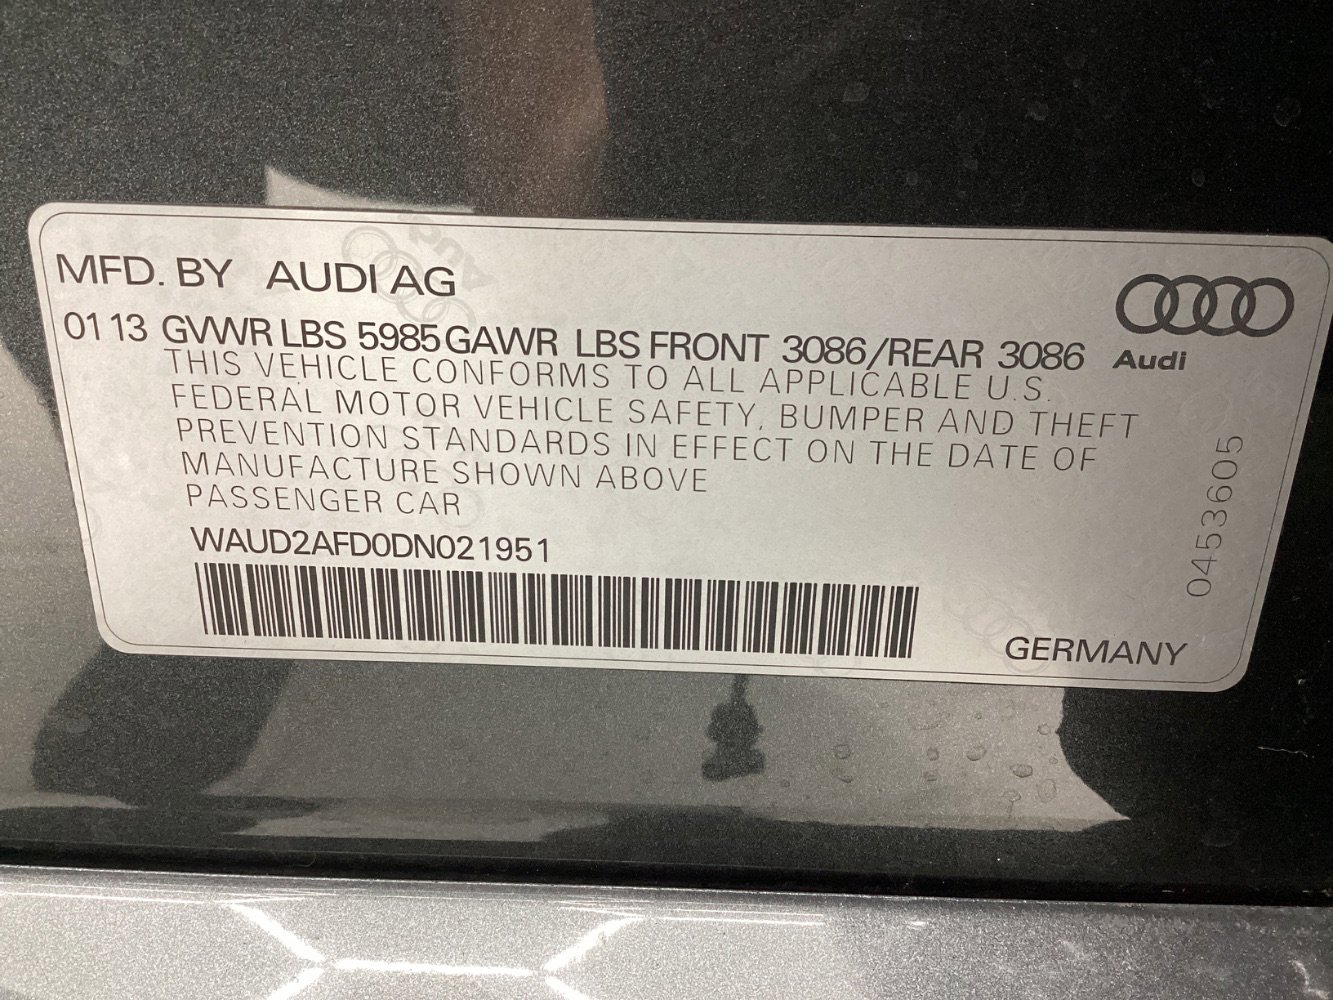 MFD. BY AUDI AG
01 13 GVWR LBS 5985 GAWR LBS FRONT 3086/REAR 3086
Audi
THIS VEHICLE CONFORMS TO ALL APPLICABLE U.S.
FEDERAL MOTOR VEHICLE SAFETY, BUMPER AND THEFT
PREVENTION STANDARDS IN EFFECT ON THE DATE OF
MANUFACTURE SHOWN ABOVE
PASSENGER CAR
WAUD2AFD0DN021951
GERMANY
0453605